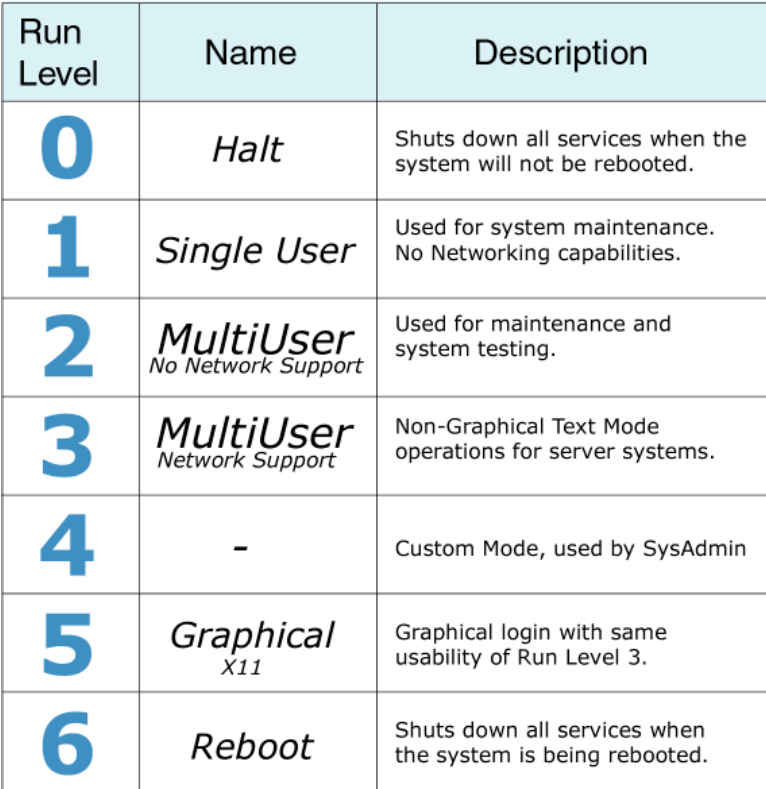 Run
Level
Name
Description
0
Halt
Shuts down all services when the
system will not be rebooted.
1
Single User
Used for system maintenance.
No Networking capabilities.
2
MultiUser
No Network Support
Used for maintenance and
system testing.
3
MultiUser
Network Support
Non-Graphical Text Mode
operations for server systems.
4
-
Custom Mode, used by SysAdmin
5
Graphical
X11
Graphical login with same
usability of Run Level 3.
6
Reboot
Shuts down all services when
the system is being rebooted.